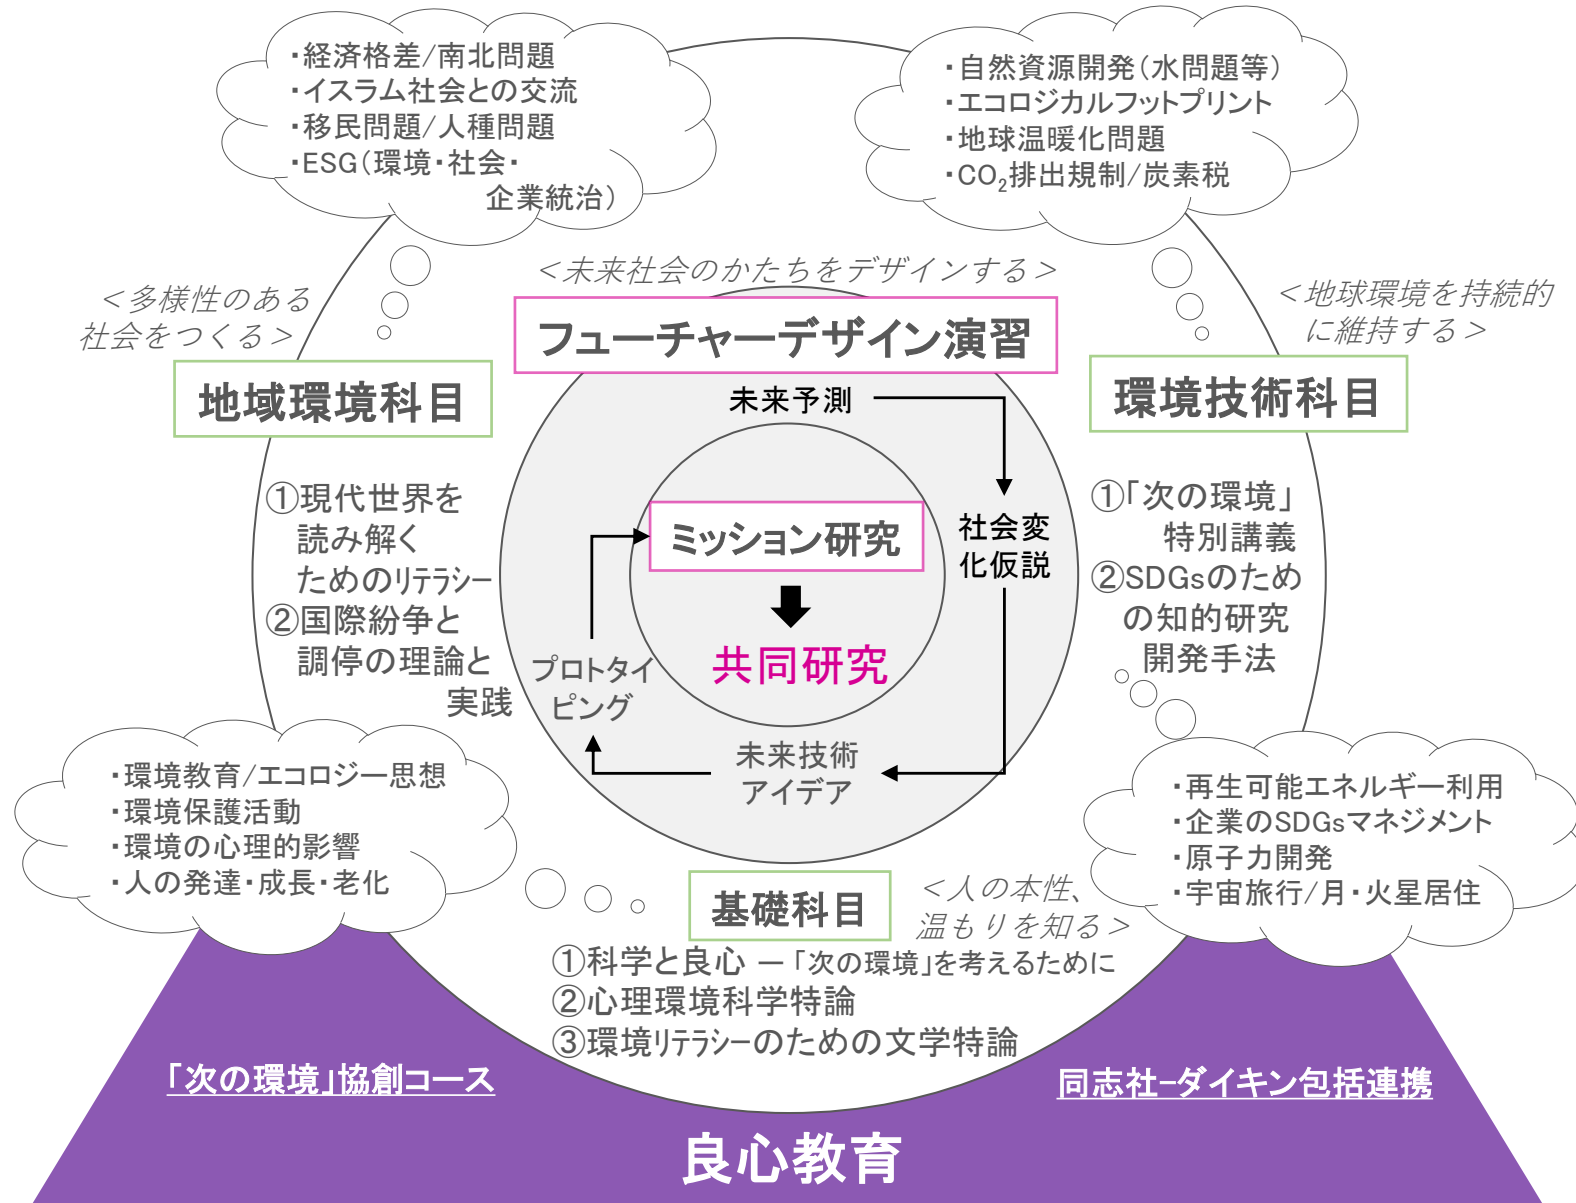 ・経済格差/南北問題
・イスラム社会との交流
・移民問題/人種問題
・ESG(環境・社会・
企業統治)
・自然資源開発(水問題等)
・エコロジカルフットプリント
・地球温暖化問題
・CO₂排出規制/炭素税
＜未来社会のかたちをデザインする＞
＜多様性のある
社会をつくる＞
＜地球環境を持続的
に維持する＞
フューチャーデザイン演習
地域環境科目
環境技術科目
未来予測
①現代世界を
読み解く
ためのリテラシー
②国際紛争と
調停の理論と
実践
ミッション研究
共同研究
社会変
化仮説
プロトタイ
ピング
未来技術
アイデア
①「次の環境」
特別講義
②SDGsのため
の知的研究
開発手法
・環境教育/エコロジー思想
・環境保護活動
・環境の心理的影響
・人の発達・成長・老化
・再生可能エネルギー利用
・企業のSDGsマネジメント
・原子力開発
・宇宙旅行/月・火星居住
基礎科目
＜人の本性、
温もりを知る＞
①科学と良心 ―「次の環境」を考えるために
②心理環境科学特論
③環境リテラシーのための文学特論
「次の環境」協創コース
同志社-ダイキン包括連携
良心教育